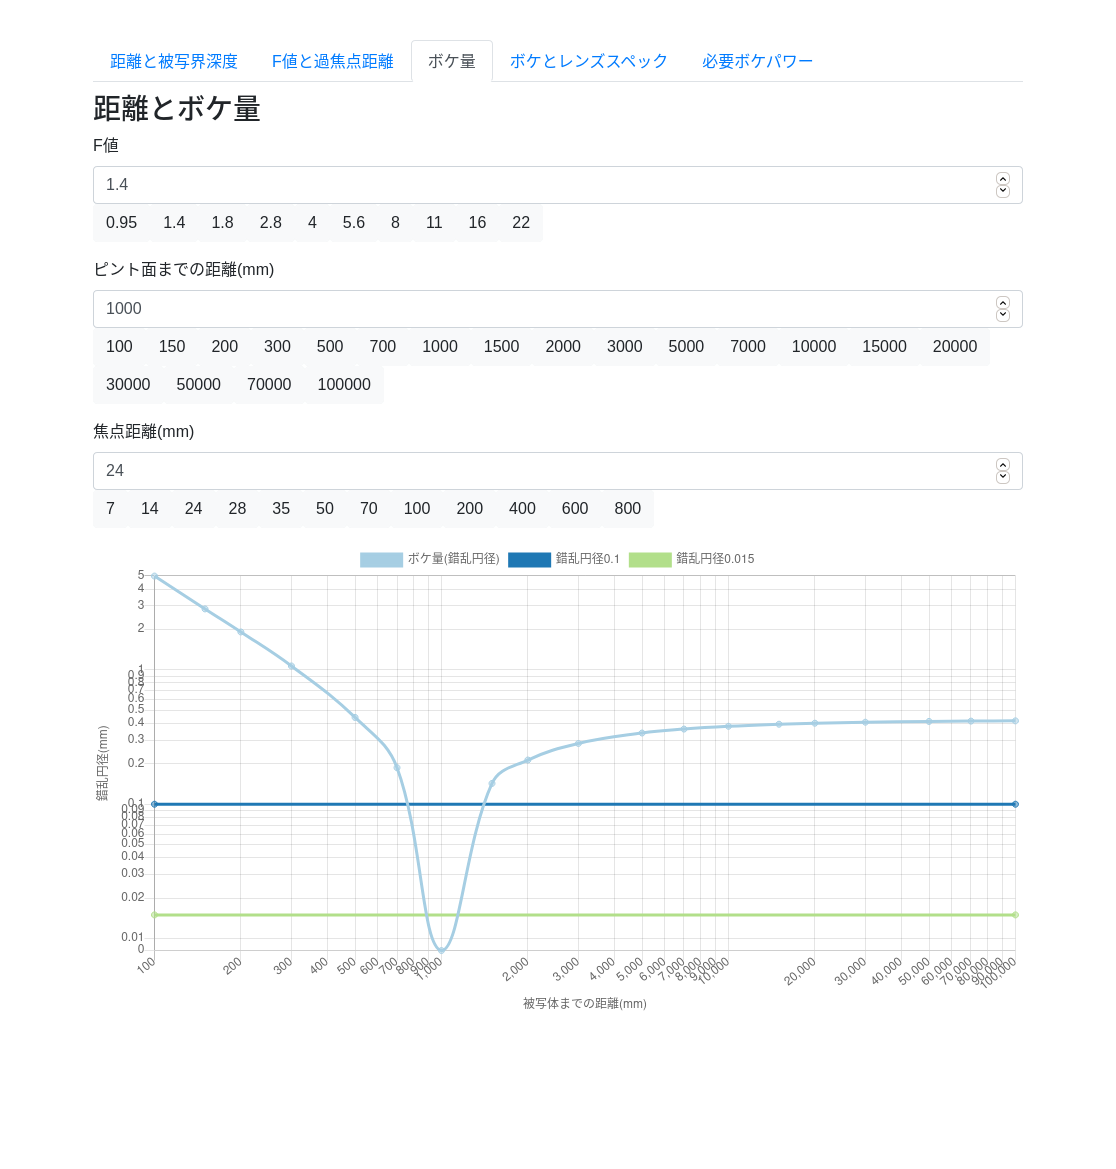 距離と被写界深度 F値と過焦点距離 ボケ量 ボケとレンズスペック 必要ボケパワー
距離とボケ量
F値
1.4
0.95 1.4 1.8 2.8 4 5.6 8 11 16 22
ピント面までの距離(mm)
1000
100 150 200 300 500 700 1000 1500 2000 3000 5000 7000 10000 15000 20000
30000 50000 70000 100000
焦点距離(mm)
24
7 14 24 28 35 50 70 100 200 400 600 800
ボケ量(錯乱円径) 錯乱円径0.1 錯乱円径0.015
5
4
3
2
1
0.9
0.8
0.7
0.6
0.5
0.4
0.3
0.2
0.1
0.09
0.08
0.07
0.06
0.05
0.04
0.03
0.02
0.01
0
錯乱円径(mm)
100 200 300 400 500 600 700 800 900 1,000 2,000 3,000 4,000 5,000 6,000 7,000 8,000 9,000 10,000 20,000 30,000 40,000 50,000 60,000 70,000 80,000 90,000 100,000
被写体までの距離(mm)